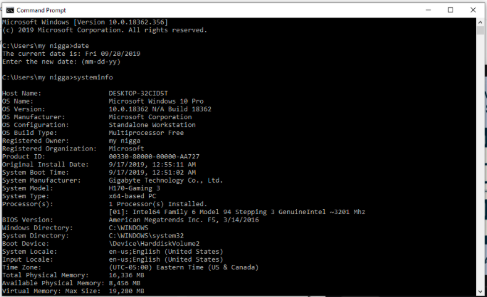 Command Prompt
Microsoft Windows [Version 10.0.18362.356]
(c) 2019 Microsoft Corporation. All rights reserved.
C:\Users\my nigga>date
The current date is: Fri 09/20/2019
Enter the new date: (mm-dd-yy)
C:\Users\my nigga>systeminfo
Host Name: DESKTOP-32CIDST
OS Name: Microsoft Windows 10 Pro
OS Version: 10.0.18362 N/A Build 18362
OS Manufacturer: Microsoft Corporation
OS Configuration: Standalone Workstation
OS Build Type: Multiprocessor Free
Registered Owner: my nigga
Registered Organization: Microsoft
Product ID: 00330-80000-00000-AA727
Original Install Date: 9/17/2019, 12:55:11 AM
System Boot Time: 9/17/2019, 12:51:02 AM
System Manufacturer: Gigabyte Technology Co., Ltd.
System Model: H170-Gaming 3
System Type: x64-based PC
Processor(s): 1 Processor(s) Installed.
[01]: Intel64 Family 6 Model 94 Stepping 3 GenuineIntel ~3201 Mhz
BIOS Version: American Megatrends Inc. F5, 3/14/2016
Windows Directory: C:\WINDOWS
System Directory: C:\WINDOWS\system32
Boot Device: \Device\HarddiskVolume2
System Locale: en-us;English (United States)
Input Locale: en-us;English (United States)
Time Zone: (UTC-05:00) Eastern Time (US & Canada)
Total Physical Memory: 16,336 MB
Available Physical Memory: 8,456 MB
Virtual Memory: Max Size: 19,280 MB